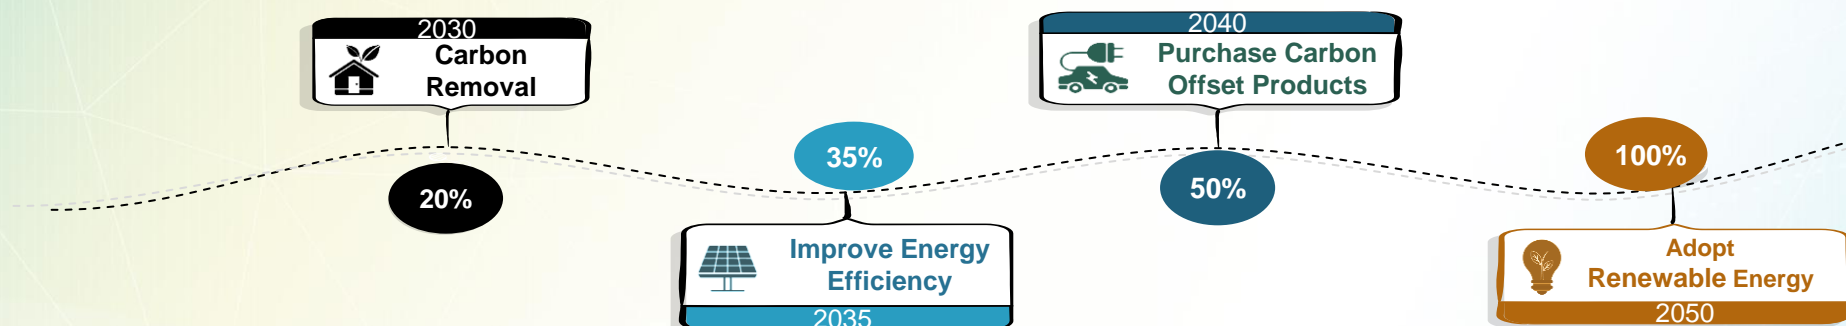 2030
Carbon
Removal
20%
35%
Improve Energy
Efficiency
2035
2040
Purchase Carbon
Offset Products
50%
100%
Adopt
Renewable Energy
2050